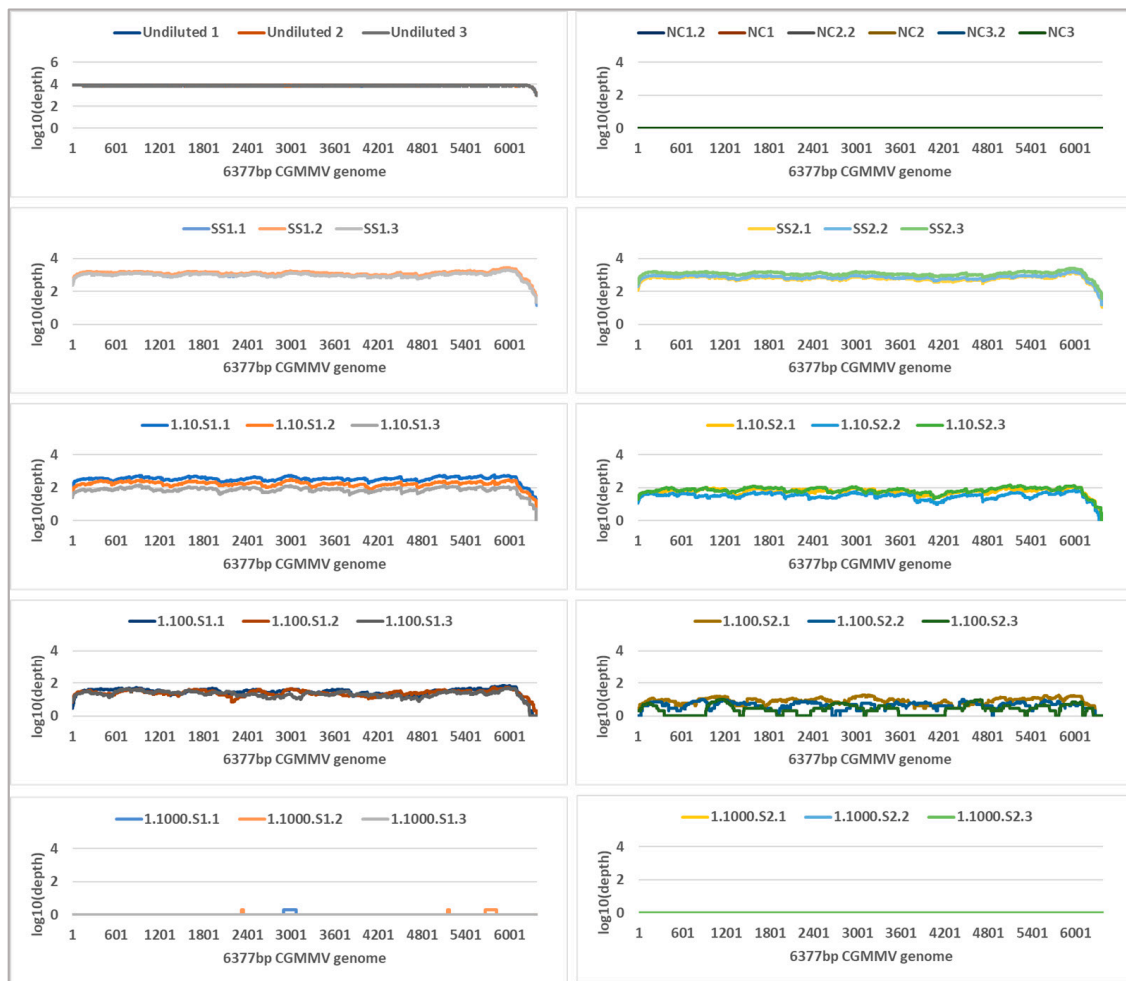 Undiluted 1 Undiluted 2 Undiluted 3
log10(depth)
6
4
2
0
1 601 1201 1801 2401 3001 3601 4201 4801 5401 6001
6377bp CGMMV genome
NC1.2 NC1 NC2.2 NC2 NC3.2 NC3
log10(depth)
4
2
0
1 601 1201 1801 2401 3001 3601 4201 4801 5401 6001
6377bp CGMMV genome
SS1.1 SS1.2 SS1.3
log10(depth)
4
2
0
1 601 1201 1801 2401 3001 3601 4201 4801 5401 6001
6377bp CGMMV genome
SS2.1 SS2.2 SS2.3
log10(depth)
4
2
0
1 601 1201 1801 2401 3001 3601 4201 4801 5401 6001
6377bp CGMMV genome
1.10.S1.1 1.10.S1.2 1.10.S1.3
log10(depth)
4
2
0
1 601 1201 1801 2401 3001 3601 4201 4801 5401 6001
6377bp CGMMV genome
1.10.S2.1 1.10.S2.2 1.10.S2.3
log10(depth)
4
2
0
1 601 1201 1801 2401 3001 3601 4201 4801 5401 6001
6377bp CGMMV genome
1.100.S1.1 1.100.S1.2 1.100.S1.3
log10(depth)
4
2
0
1 601 1201 1801 2401 3001 3601 4201 4801 5401 6001
6377bp CGMMV genome
1.100.S2.1 1.100.S2.2 1.100.S2.3
log10(depth)
4
2
0
1 601 1201 1801 2401 3001 3601 4201 4801 5401 6001
6377bp CGMMV genome
1.1000.S1.1 1.1000.S1.2 1.1000.S1.3
log10(depth)
4
2
0
1 601 1201 1801 2401 3001 3601 4201 4801 5401 6001
6377bp CGMMV genome
1.1000.S2.1 1.1000.S2.2 1.1000.S2.3
log10(depth)
4
2
0
1 601 1201 1801 2401 3001 3601 4201 4801 5401 6001
6377bp CGMMV genome